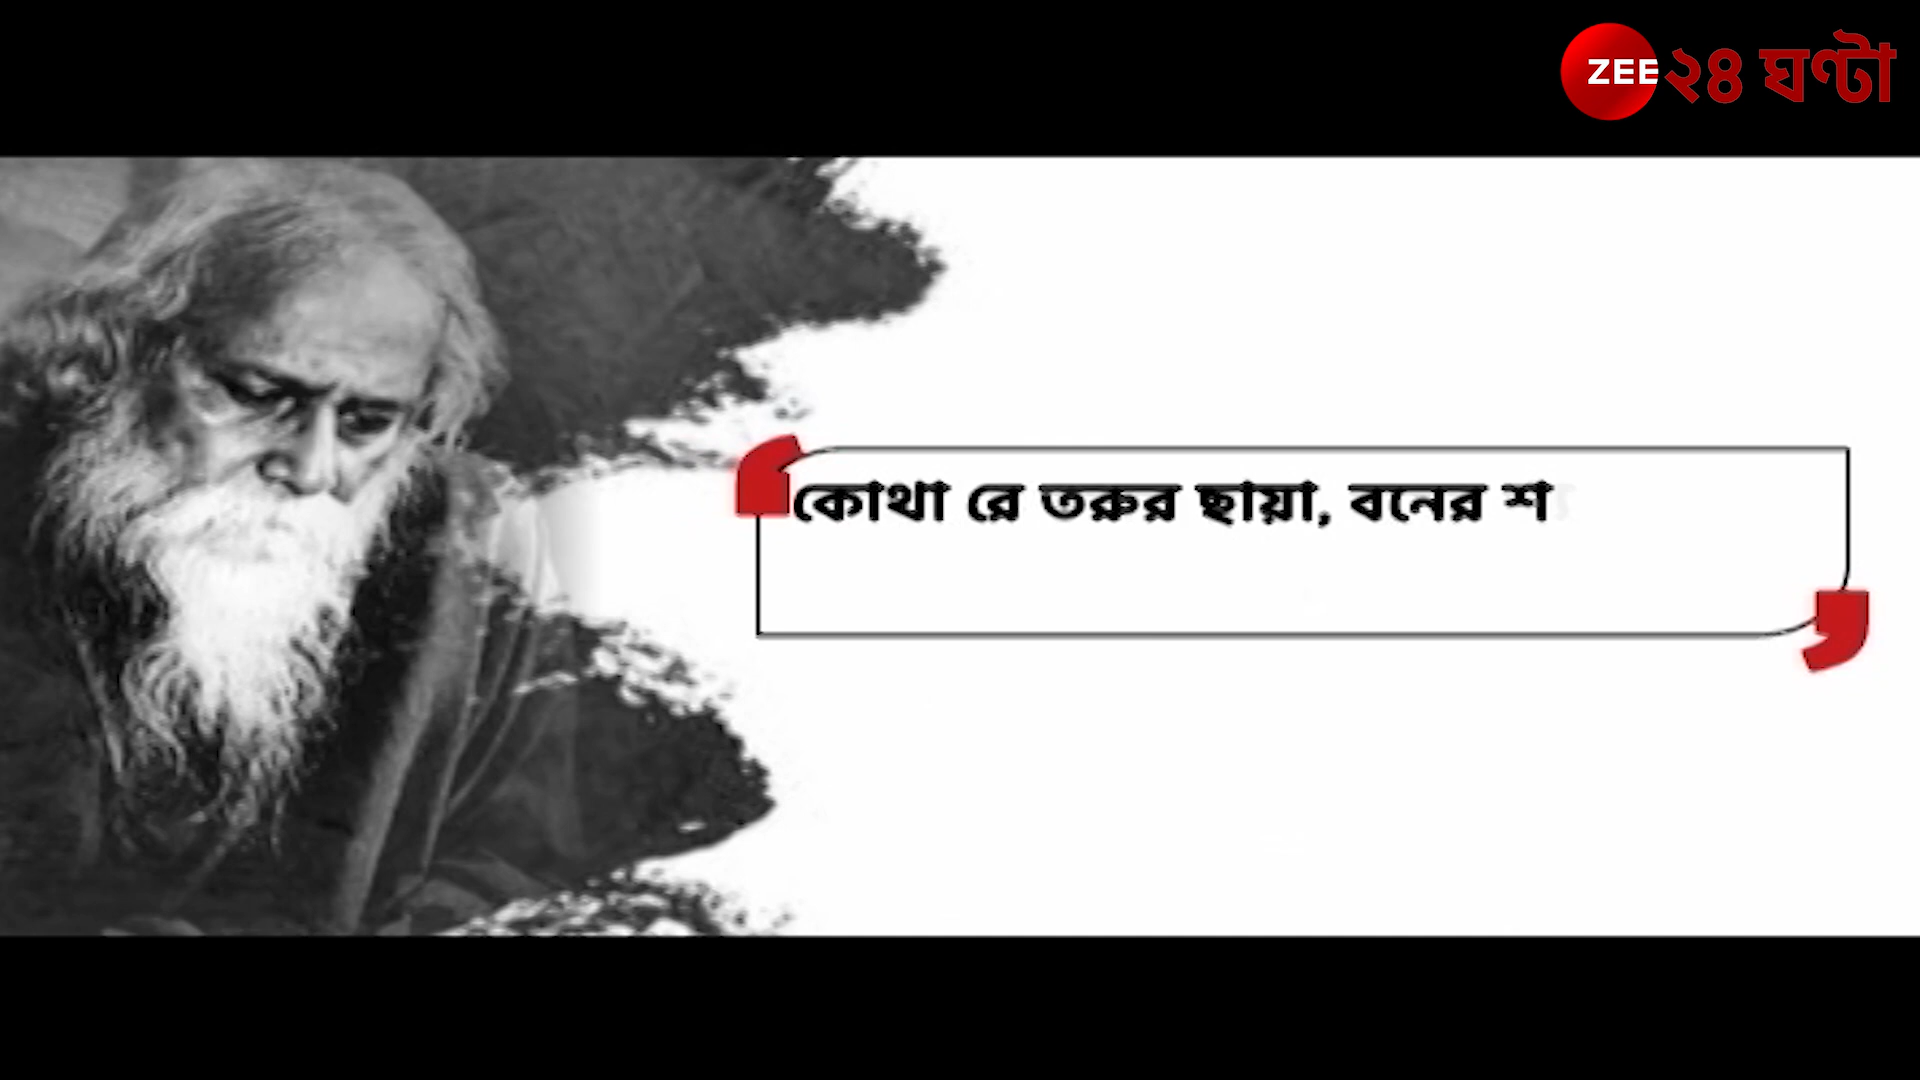 ZEE ২৪ ঘণ্টা
কোথা রে তরুর ছায়া, বনের শ